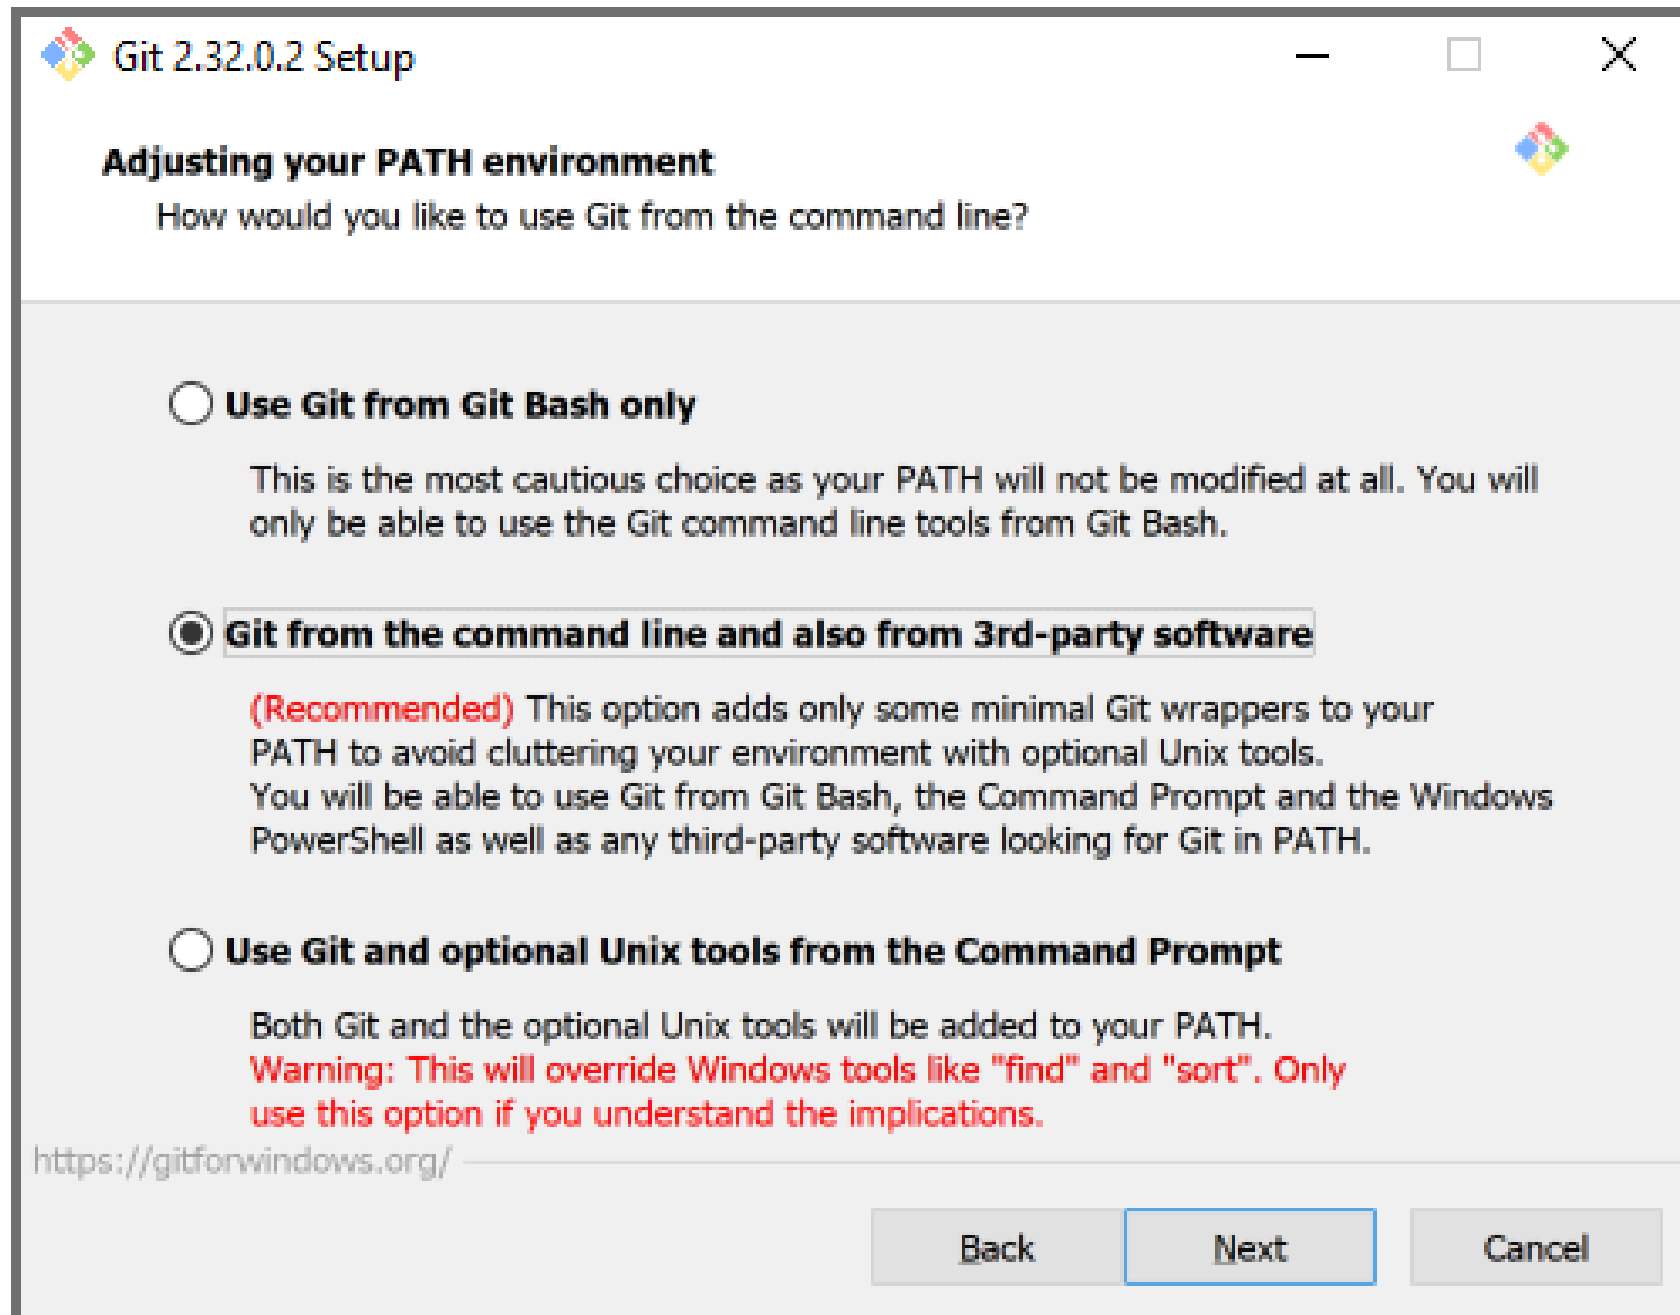 Git 2.32.0.2 Setup
Adjusting your PATH environment
How would you like to use Git from the command line?
Use Git from Git Bash only
This is the most cautious choice as your PATH will not be modified at all. You will
only be able to use the Git command line tools from Git Bash.
Git from the command line and also from 3rd-party software
(Recommended) This option adds only some minimal Git wrappers to your
PATH to avoid cluttering your environment with optional Unix tools.
You will be able to use Git from Git Bash, the Command Prompt and the Windows
PowerShell as well as any third-party software looking for Git in PATH.
Use Git and optional Unix tools from the Command Prompt
Both Git and the optional Unix tools will be added to your PATH.
Warning: This will override Windows tools like "find" and "sort". Only
use this option if you understand the implications.
https://gitforwindows.org/
Back Next Cancel